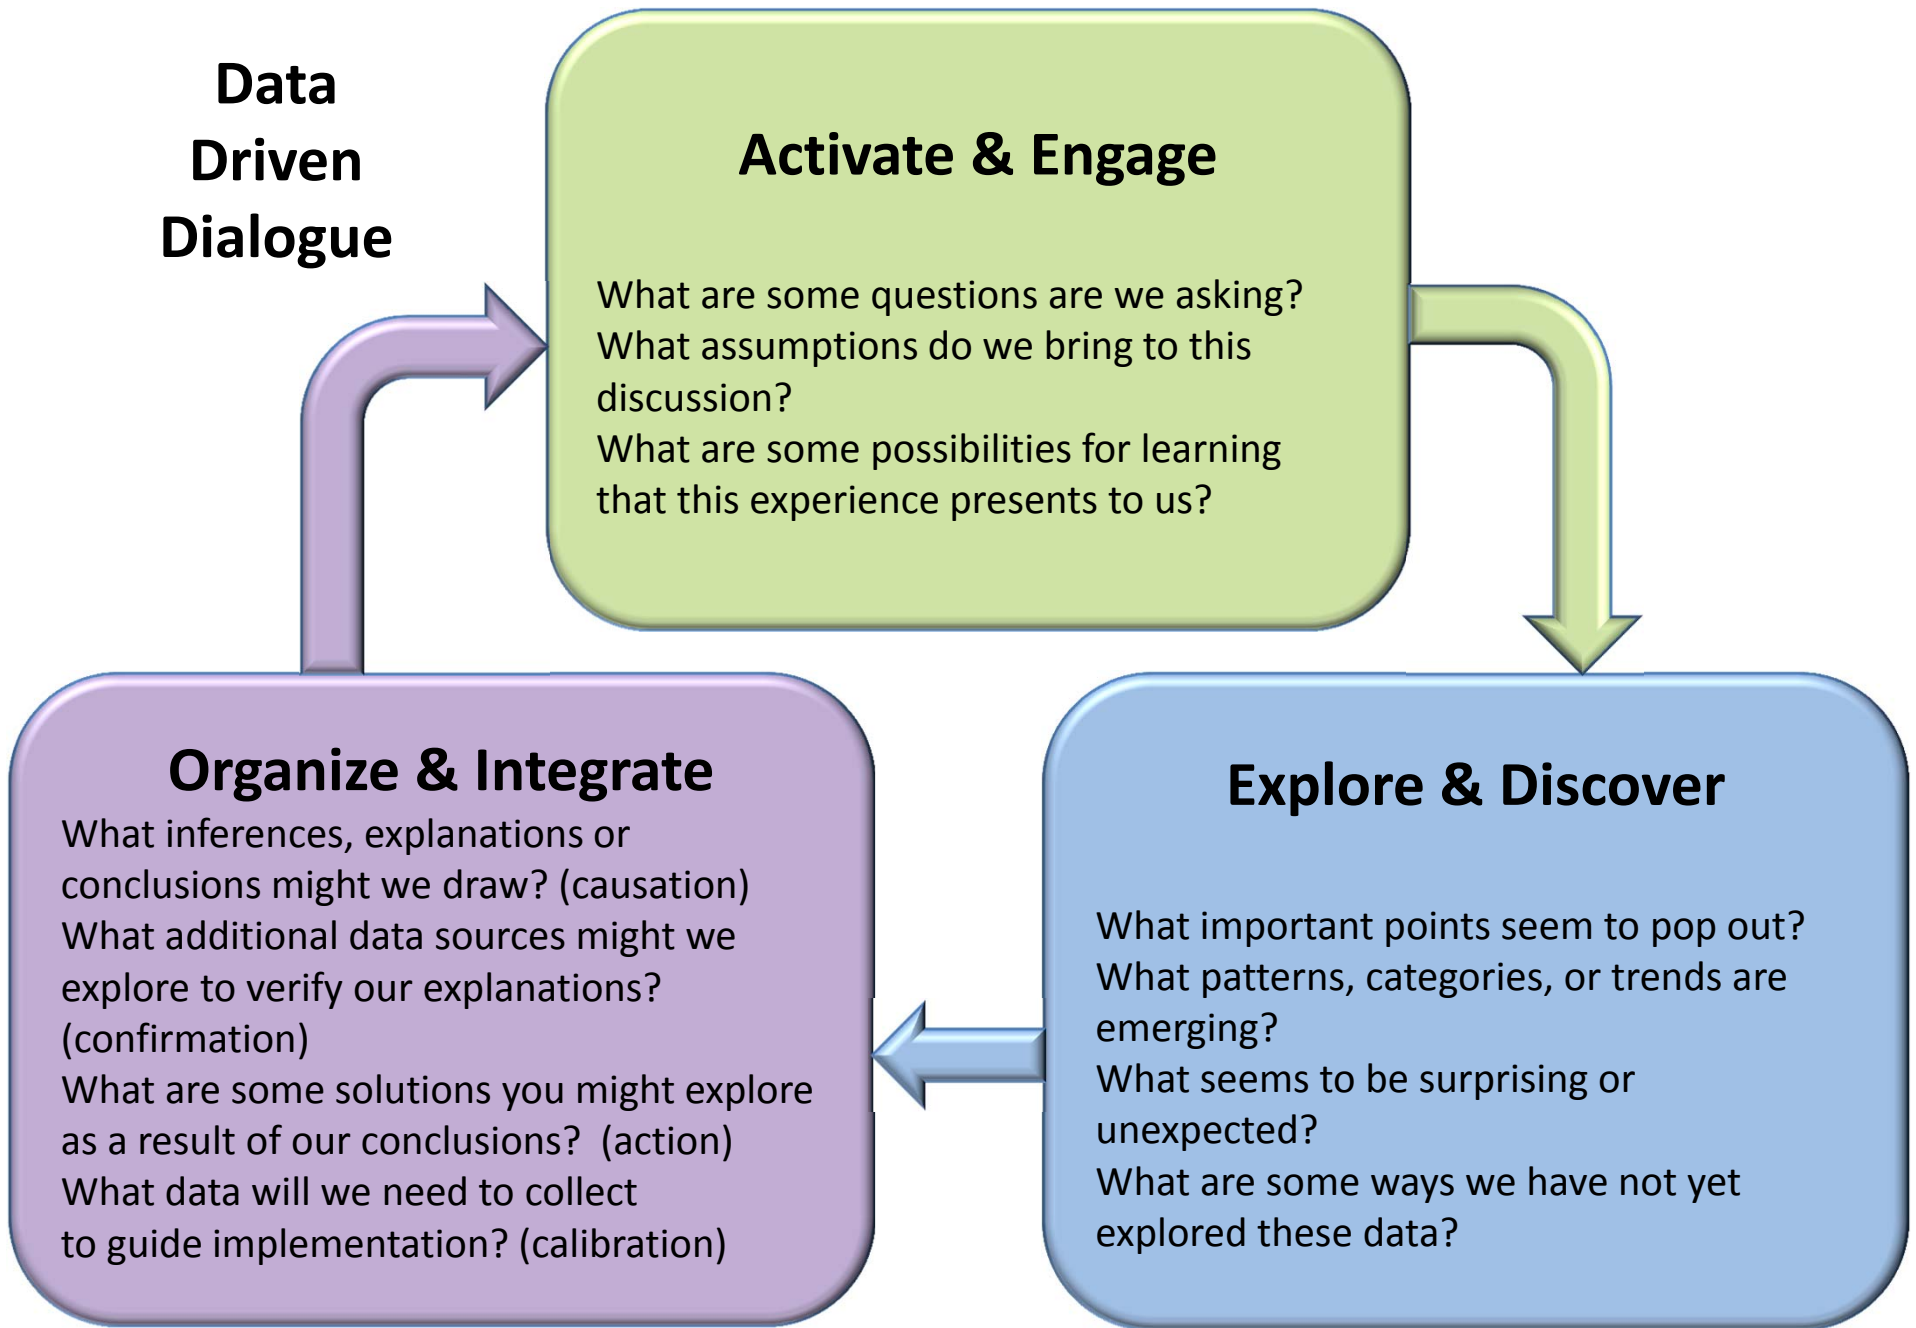 Data
Driven
Dialogue
Activate & Engage
What are some questions are we asking?
What assumptions do we bring to this
discussion?
What are some possibilities for learning
that this experience presents to us?
Explore & Discover
What important points seem to pop out?
What patterns, categories, or trends are
emerging?
What seems to be surprising or
unexpected?
What are some ways we have not yet
explored these data?
Organize & Integrate
What inferences, explanations or
conclusions might we draw? (causation)
What additional data sources might we
explore to verify our explanations?
(confirmation)
What are some solutions you might explore
as a result of our conclusions?  (action)
What data will we need to collect
to guide implementation? (calibration)